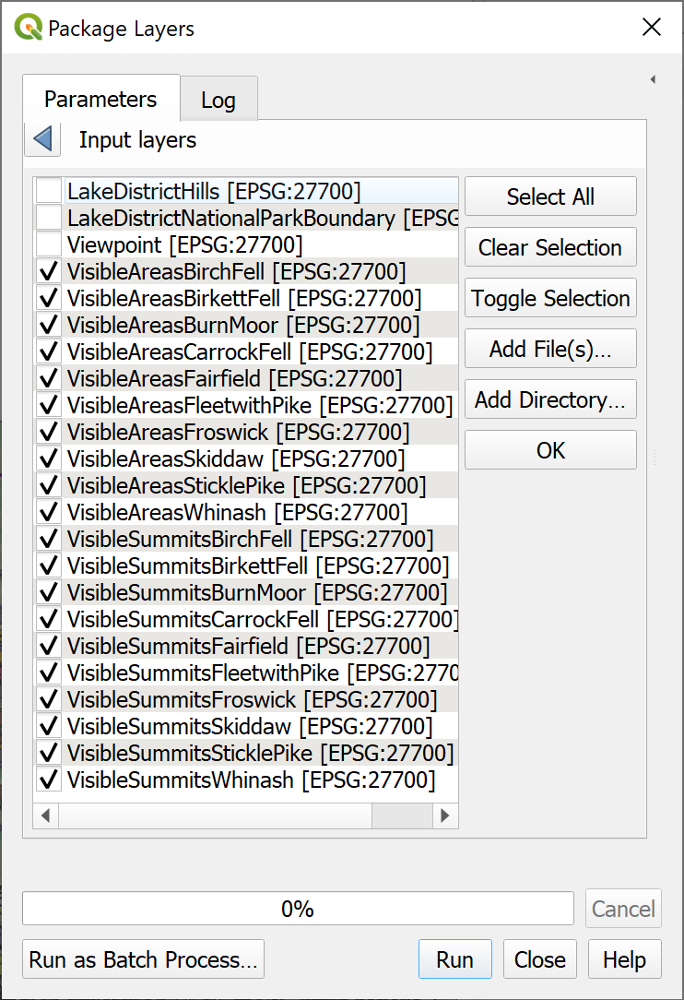 Package Layers
Parameters
Log
Input layers
LakeDistrictHills [EPSG:27700]
LakeDistrictNationalParkBoundary [EPSG
Viewpoint [EPSG:27700]
VisibleAreasBirchFell [EPSG:27700]
VisibleAreasBirkettFell [EPSG:27700]
VisibleAreasBurnMoor [EPSG:27700]
VisibleAreasCarrockFell [EPSG:27700]
VisibleAreasFairfield [EPSG:27700]
VisibleAreasFleetwithPike [EPSG:27700]
VisibleAreasFroswick [EPSG:27700]
VisibleAreasSkiddaw [EPSG:27700]
VisibleAreasSticklePike [EPSG:27700]
VisibleAreasWhinash [EPSG:27700]
VisibleSummitsBirchFell [EPSG:27700]
VisibleSummitsBirkettFell [EPSG:27700]
VisibleSummitsBurnMoor [EPSG:27700]
VisibleSummitsCarrockFell [EPSG:27700]
VisibleSummitsFairfield [EPSG:27700]
VisibleSummitsFleetwithPike [EPSG:2770
VisibleSummitsFroswick [EPSG:27700]
VisibleSummitsSkiddaw [EPSG:27700]
VisibleSummitsSticklePike [EPSG:27700]
VisibleSummitsWhinash [EPSG:27700]
Select All
Clear Selection
Toggle Selection
Add File(s)...
Add Directory...
OK
0%
Cancel
Run as Batch Process...
Run
Close
Help